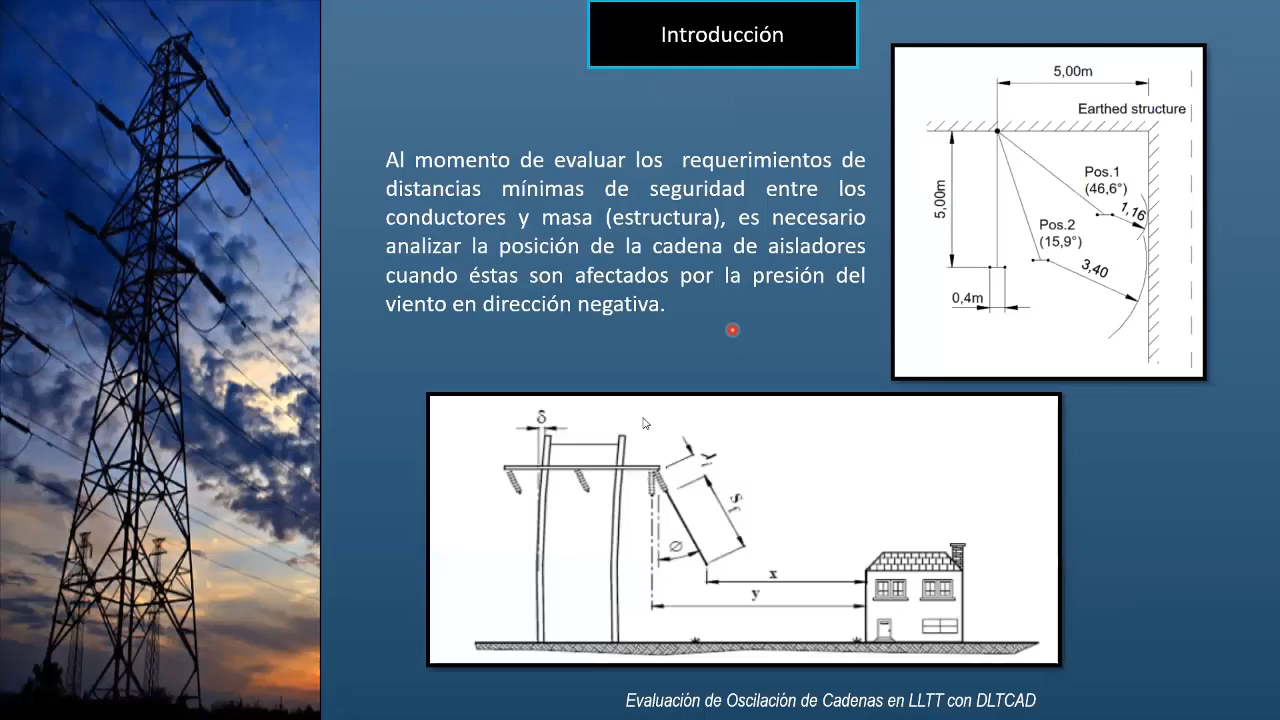 Introducción
Al momento de evaluar los requerimientos de
distancias mínimas de seguridad entre los
conductores y masa (estructura), es necesario
analizar la posición de la cadena de aisladores
cuando éstas son afectados por la presión del
viento en dirección negativa.
5,00m
Earthed structure
Pos.1
(46,6°)
1,16
5,00m
Pos.2
(15,9°)
3,40
0,4m
δ
λi
Sf
Ø
x
y
Evaluación de Oscilación de Cadenas en LLTT con DLTCAD